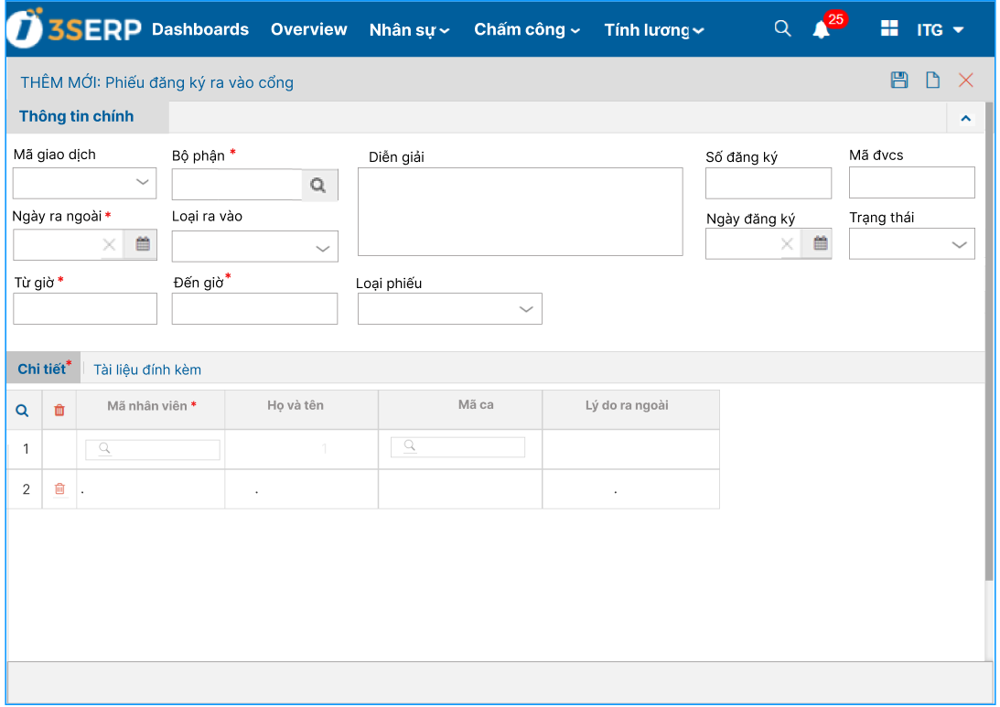 3SERP Dashboards Overview Nhân sự Chấm công Tính lương 25 ITG
THÊM MỚI: Phiếu đăng ký ra vào cổng
Thông tin chính
Mã giao dịch Bộ phận * Diễn giải Số đăng ký Mã đvcs
Ngày ra ngoài * Loại ra vào Ngày đăng ký Trạng thái
Từ giờ * Đến giờ * Loại phiếu
Chi tiết* Tài liệu đính kèm
Mã nhân viên * Họ và tên Mã ca Lý do ra ngoài
1 1
2 . . .